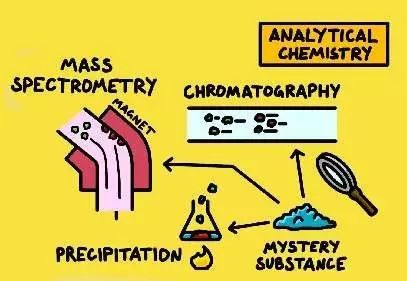 ANALYTICAL
CHEMISTRY
MASS
SPECTROMETRY
MAGNET
CHROMATOGRAPHY
PRECIPITATION
MYSTERY
SUBSTANCE